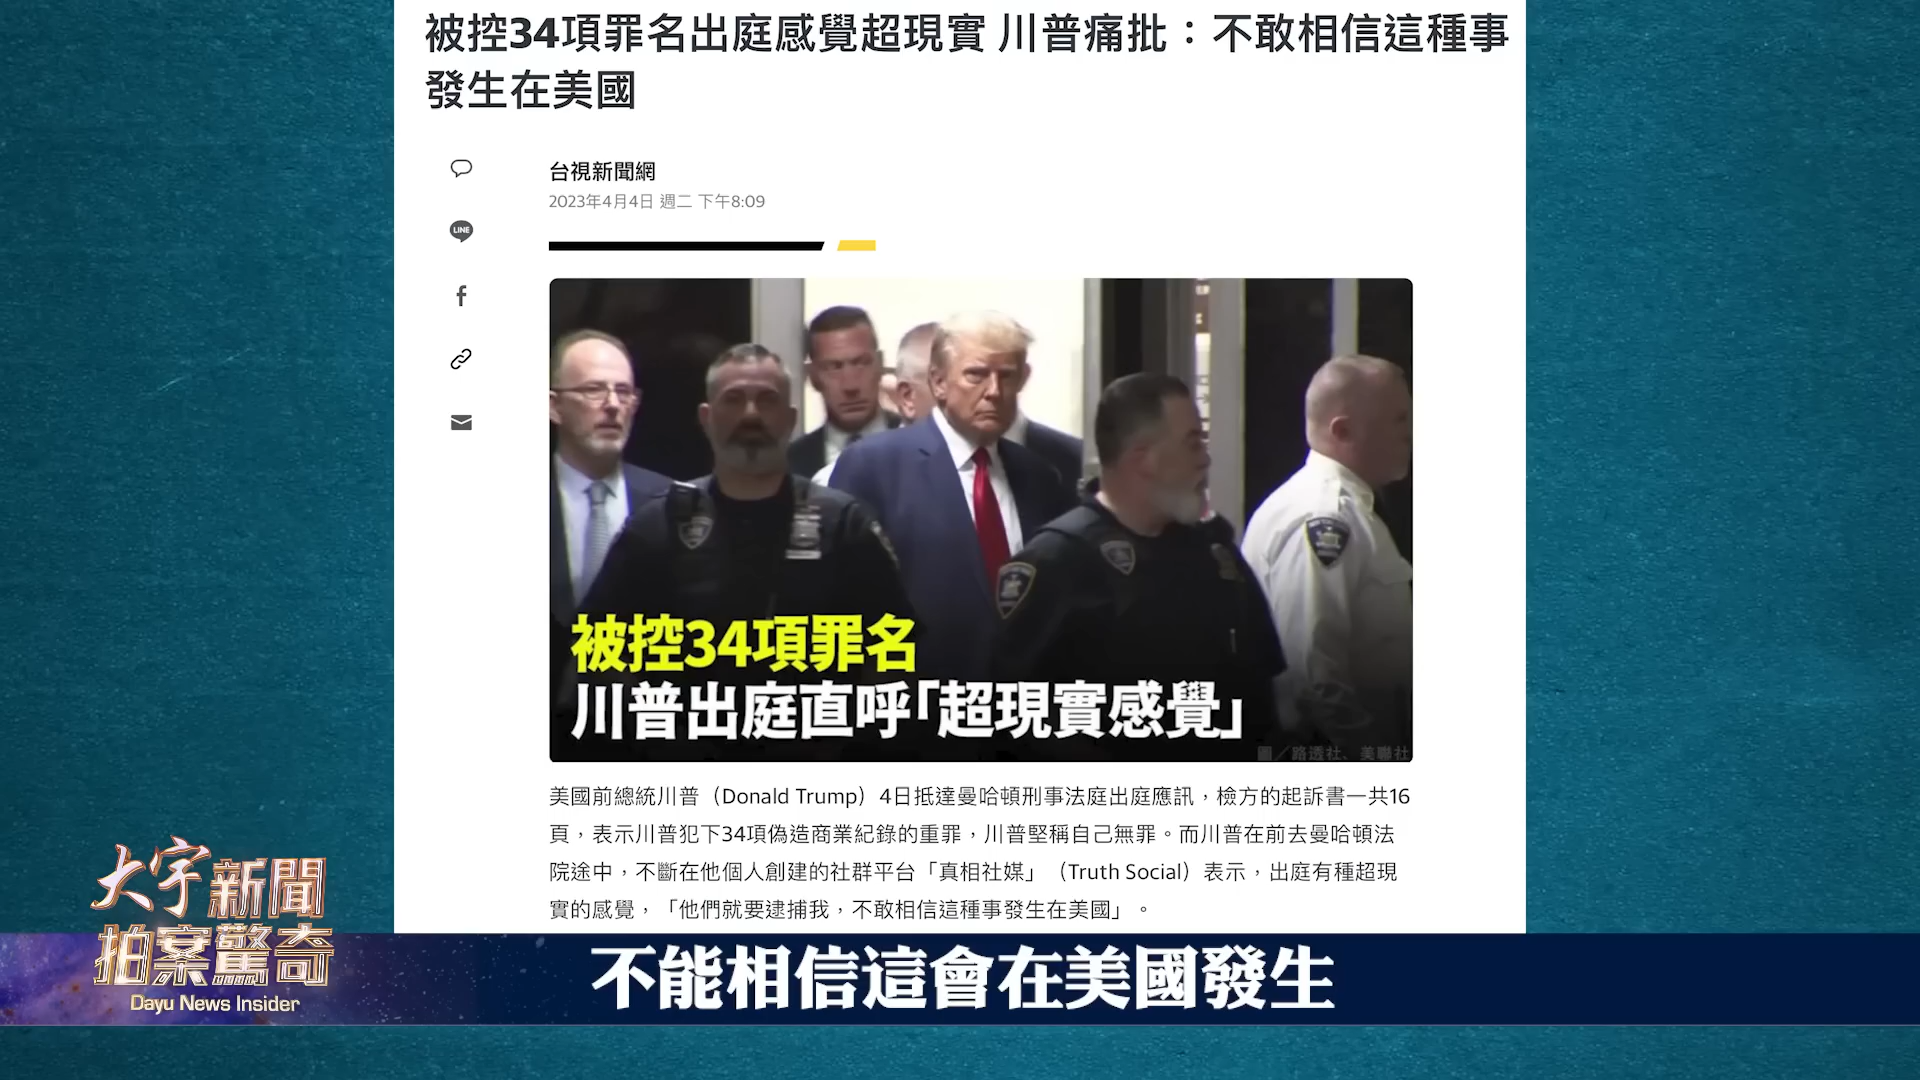 被控34項罪名出庭感覺超現實 川普痛批：不敢相信這種事
發生在美國
台視新聞網
2023年4月4日 週二 下午8:09
LINE
被控34項罪名
川普出庭直呼「超現實感覺」
圖／路透社、美聯社
美國前總統川普（Donald Trump）4日抵達曼哈頓刑事法庭出庭應訊，檢方的起訴書一共16
頁，表示川普犯下34項偽造商業紀錄的重罪，川普堅稱自己無罪。而川普在前去曼哈頓法
院途中，不斷在他個人創建的社群平台「真相社媒」（Truth Social）表示，出庭有種超現
實的感覺，「他們就要逮捕我，不敢相信這種事發生在美國」。
大宇新聞
拍案驚奇
Dayu News Insider
不能相信這會在美國發生